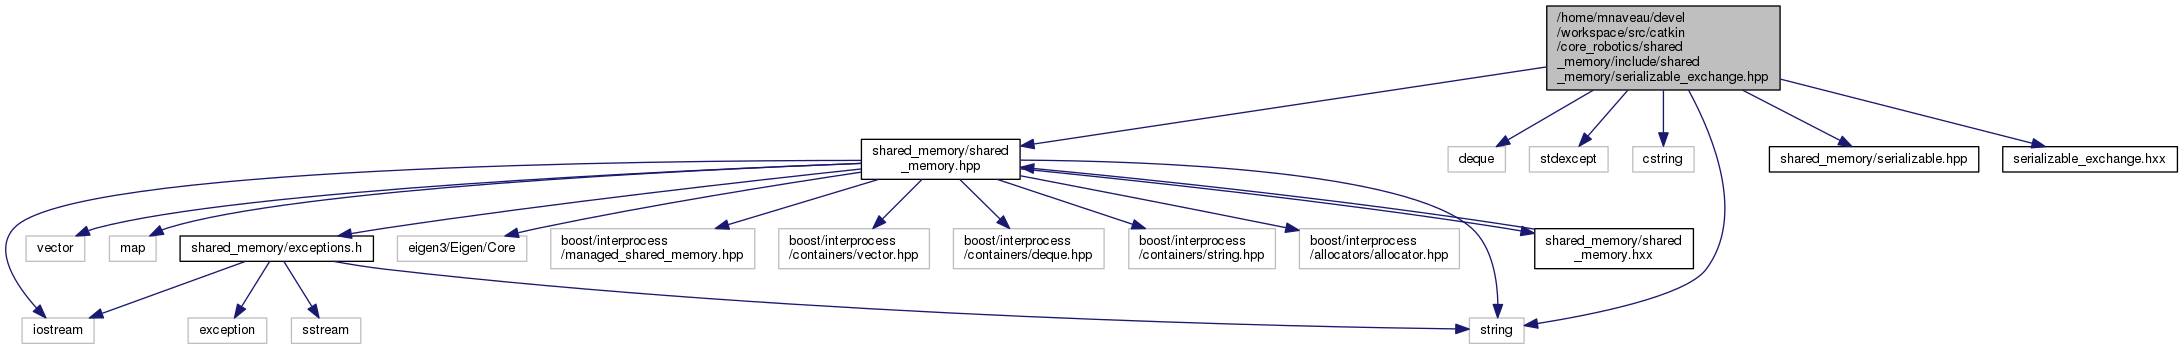 /home/mnaveau/devel
/workspace/src/catkin
/core_robotics/shared
_memory/include/shared
_memory/serializable_exchange.hpp
shared_memory/shared
_memory.hpp
deque
stdexcept
cstring
shared_memory/serializable.hpp
serializable_exchange.hxx
vector
map
shared_memory/exceptions.h
eigen3/Eigen/Core
boost/interprocess
/managed_shared_memory.hpp
boost/interprocess
/containers/vector.hpp
boost/interprocess
/containers/deque.hpp
boost/interprocess
/containers/string.hpp
boost/interprocess
/allocators/allocator.hpp
shared_memory/shared
_memory.hxx
iostream
exception
sstream
string